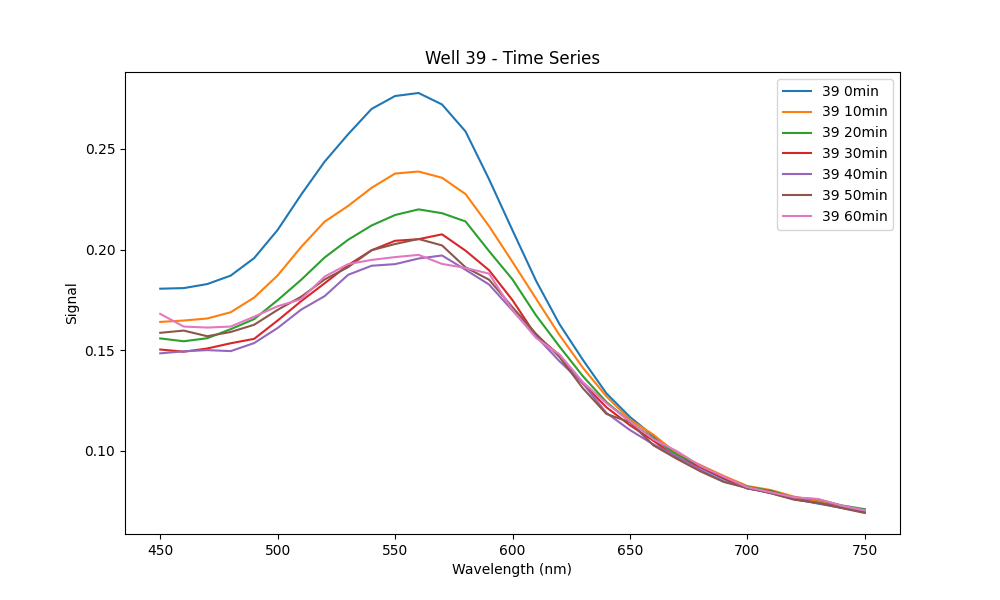 Well 39 - Time Series
Signal
0.25
0.20
0.15
0.10
39 0min
39 10min
39 20min
39 30min
39 40min
39 50min
39 60min
450 500 550 600 650 700 750
Wavelength (nm)